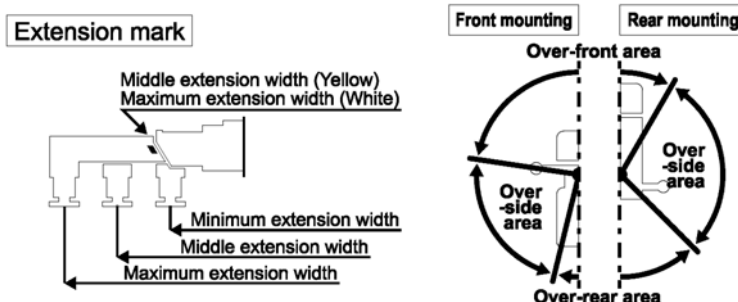 Extension mark
Middle extension width (Yellow)
Maximum extension width (White)
Minimum extension width
Middle extension width
Maximum extension width
Front mounting
Rear mounting
Over-front area
Over
-side
area
Over
-side
area
Over-rear area